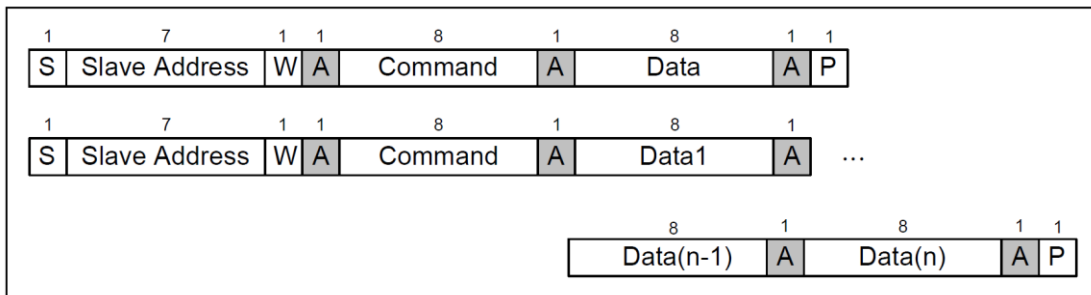 1 7 1 1 8 1 8 1 1
S Slave Address W A Command A Data A P
1 7 1 1 8 1 8 1
S Slave Address W A Command A Data1 A ...
8 1 8 1 1
Data(n-1) A Data(n) A P